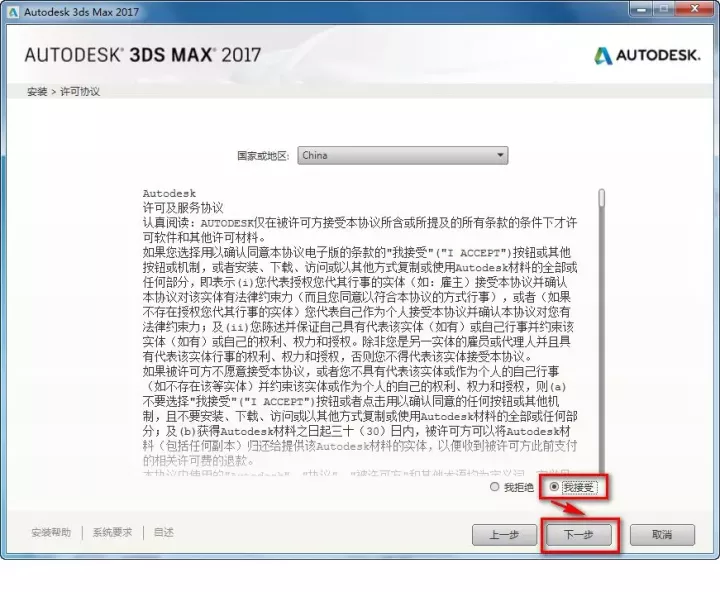 Autodesk 3ds Max 2017
AUTODESK® 3DS MAX® 2017
AUTODESK.
安装 > 许可协议
国家或地区: China
Autodesk
许可及服务协议
认真阅读: AUTODESK仅在被许可方接受本协议所含或所提及的所有条款的条件下才许
可软件和其他许可材料。
如果您选择用以确认同意本协议电子版的条款的"我接受"("I ACCEPT")按钮或其他
按钮或机制，或者安装、下载、访问或以其他方式复制或使用Autodesk材料的全部或
任何部分，即表示(i)您代表授权您代其行事的实体（如：雇主）接受本协议并确认
本协议对该实体有法律约束力（而且您同意以符合本协议的方式行事），或者（如果
不存在授权您代其行事的实体）您代表自己作为个人接受本协议并确认本协议对您有
法律约束力；及(ii)您陈述并保证自己具有代表该实体（如有）或自己行事并约束该
实体（如有）或自己的权利、权力和授权。除非您是另一实体的雇员或代理人并且具
有代表该实体行事的权利、权力和授权，否则您不得代表该实体接受本协议。
如果被许可方不愿意接受本协议，或者您不具有代表该实体或作为个人的自己行事
（如不存在该等实体）并约束该实体或作为个人的自己的权利、权力和授权，则(a)
不要选择"我接受"("I ACCEPT")按钮或者点击用以确认同意的任何按钮或其他机
制，且不要安装、下载、访问或以其他方式复制或使用Autodesk材料的全部或任何部
分；及(b)获得Autodesk材料之日起三十（30）日内，被许可方可以将Autodesk材
料（包括任何副本）归还给提供该Autodesk材料的实体，以便收到被许可方此前支付
的相关许可费的退款。
本协议中使用的"Autodesk"、"协议"、"被许可方"和其他术语均为定义词
我拒绝 我接受
安装帮助 系统要求 自述
上一步 下一步 取消